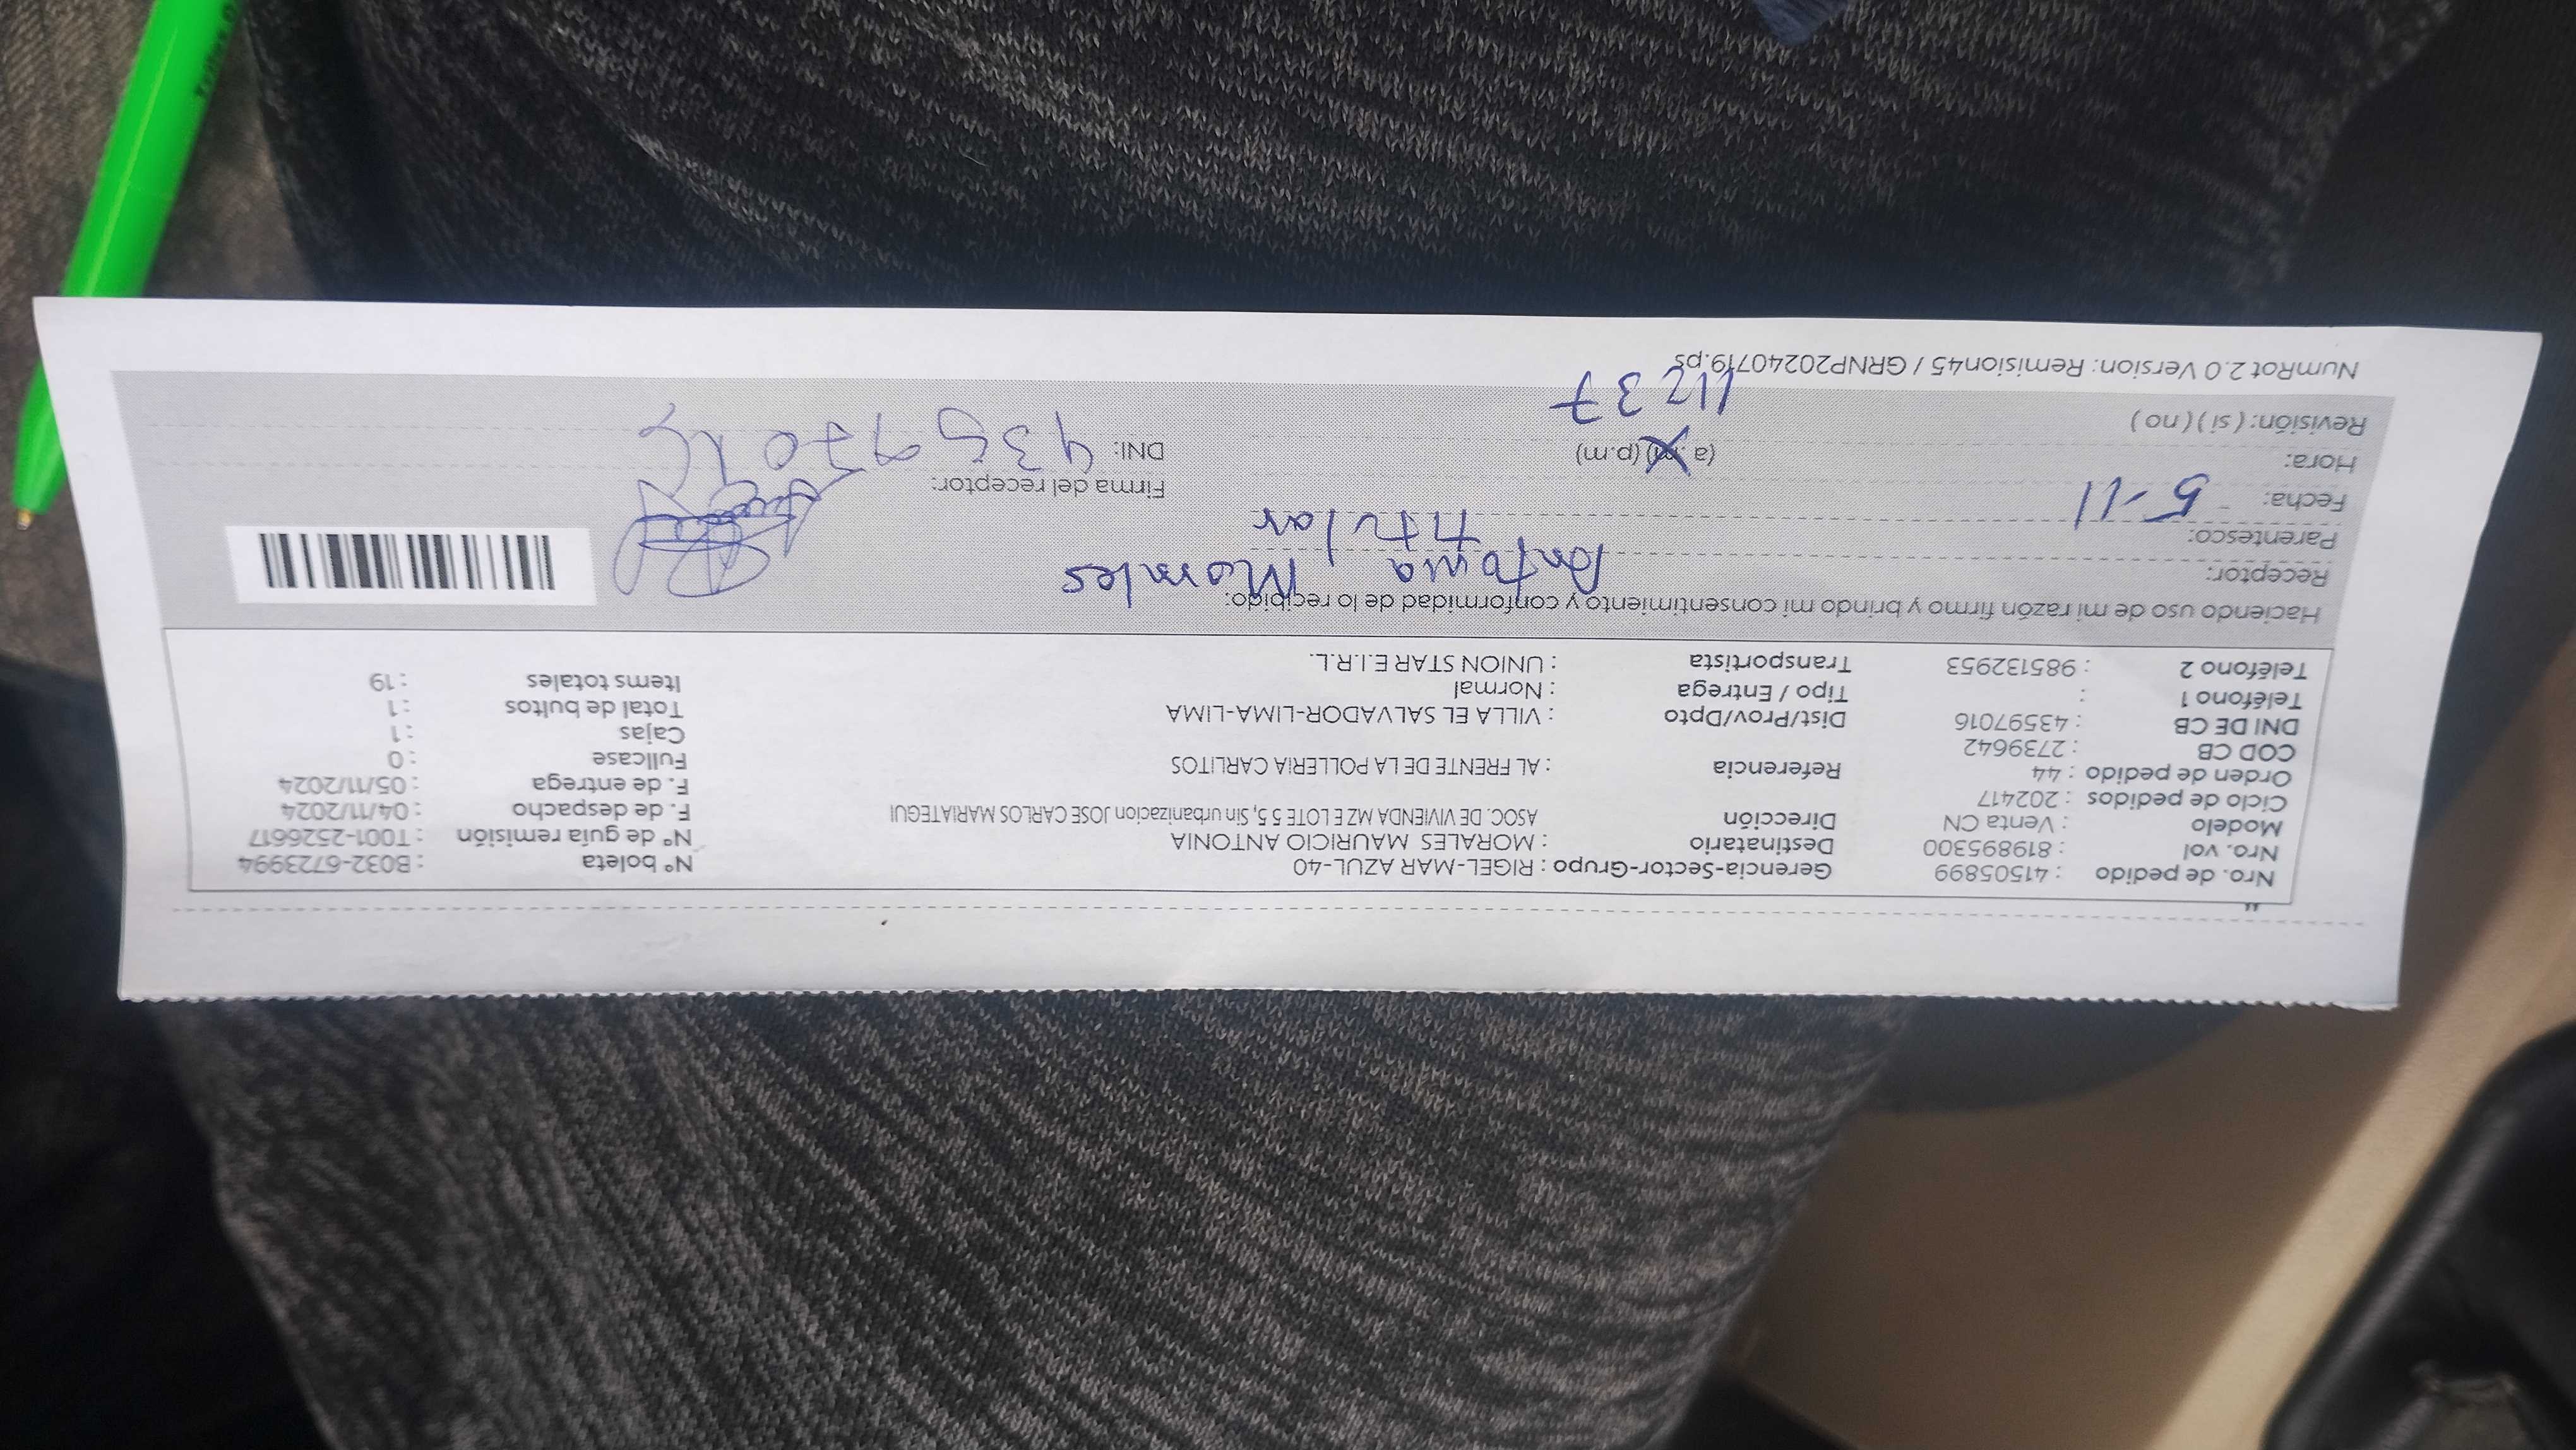 Nro. de pedido : 41505899 Gerencia-Sector-Grupo : RIGEL-MAR AZUL-40 N° boleta : B032-6723994
Nro. vol : 819895300 Destinatario : MORALES MAURICIO ANTONIA N° de guía remisión : T001-2526617
Modelo : Venta CN Dirección ASOC. DE VIVIENDA MZ E LOTE 5 5, Sin urbanizacion JOSE CARLOS MARIATEGUI F. de despacho : 04/11/2024
Ciclo de pedidos : 202417 F. de entrega : 05/11/2024
Orden de pedido : 44 Referencia : AL FRENTE DE LA POLLERIA CARLITOS Fullcase : 0
COD CB : 2739642 Cajas : 1
DNI DE CB : 43597016 Dist/Prov/Dpto : VILLA EL SALVADOR-LIMA-LIMA Total de bultos : 1
Teléfono 1 : Tipo / Entrega : Normal Items totales : 19
Teléfono 2 : 985132953 Transportista : UNION STAR E.I.R.L.
Haciendo uso de mi razón firmo y brindo mi consentimiento y conformidad de lo recibido:
Receptor: Antonia Morales
Parentesco: titular
Fecha: 5-11 Firma del receptor:
Hora: (a.m) (p.m) DNI: 43597016
Revisión: ( si ) ( no ) 11237
NumRot 2.0 Version: Remision45 / GRNP20240719.ps